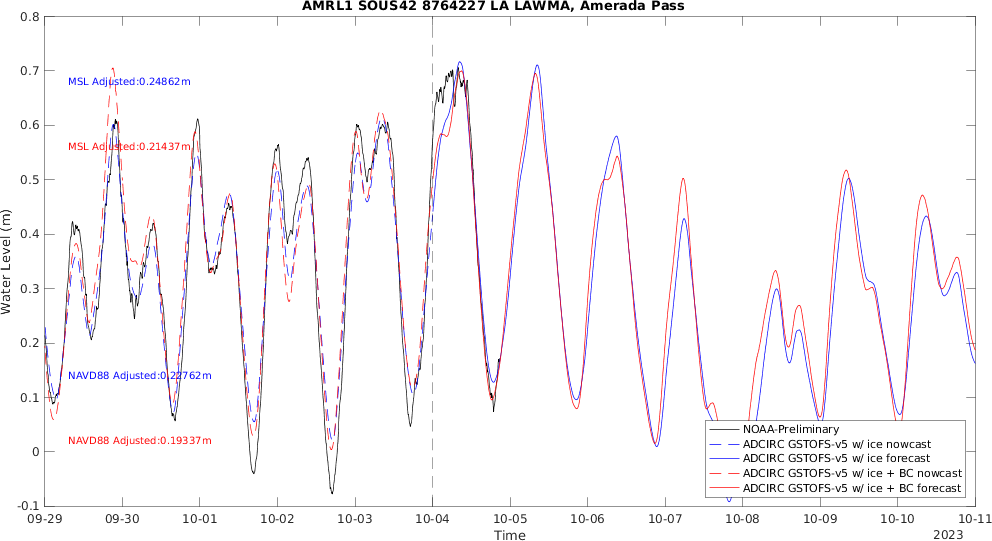 AMRL1 SOUS42 8764227 LA LAWMA, Amerada Pass
0.8
0.7
0.6
0.5
0.4
0.3
0.2
0.1
0
-0.1
Water Level (m)
MSL Adjusted:0.24862m
MSL Adjusted:0.21437m
NAVD88 Adjusted:0.22762m
NAVD88 Adjusted:0.19337m
NOAA-Preliminary
ADCIRC GSTOFS-v5 w/ ice nowcast
ADCIRC GSTOFS-v5 w/ ice forecast
ADCIRC GSTOFS-v5 w/ ice + BC nowcast
ADCIRC GSTOFS-v5 w/ ice + BC forecast
09-29 09-30 10-01 10-02 10-03 10-04 10-05 10-06 10-07 10-08 10-09 10-10 10-11
Time
2023